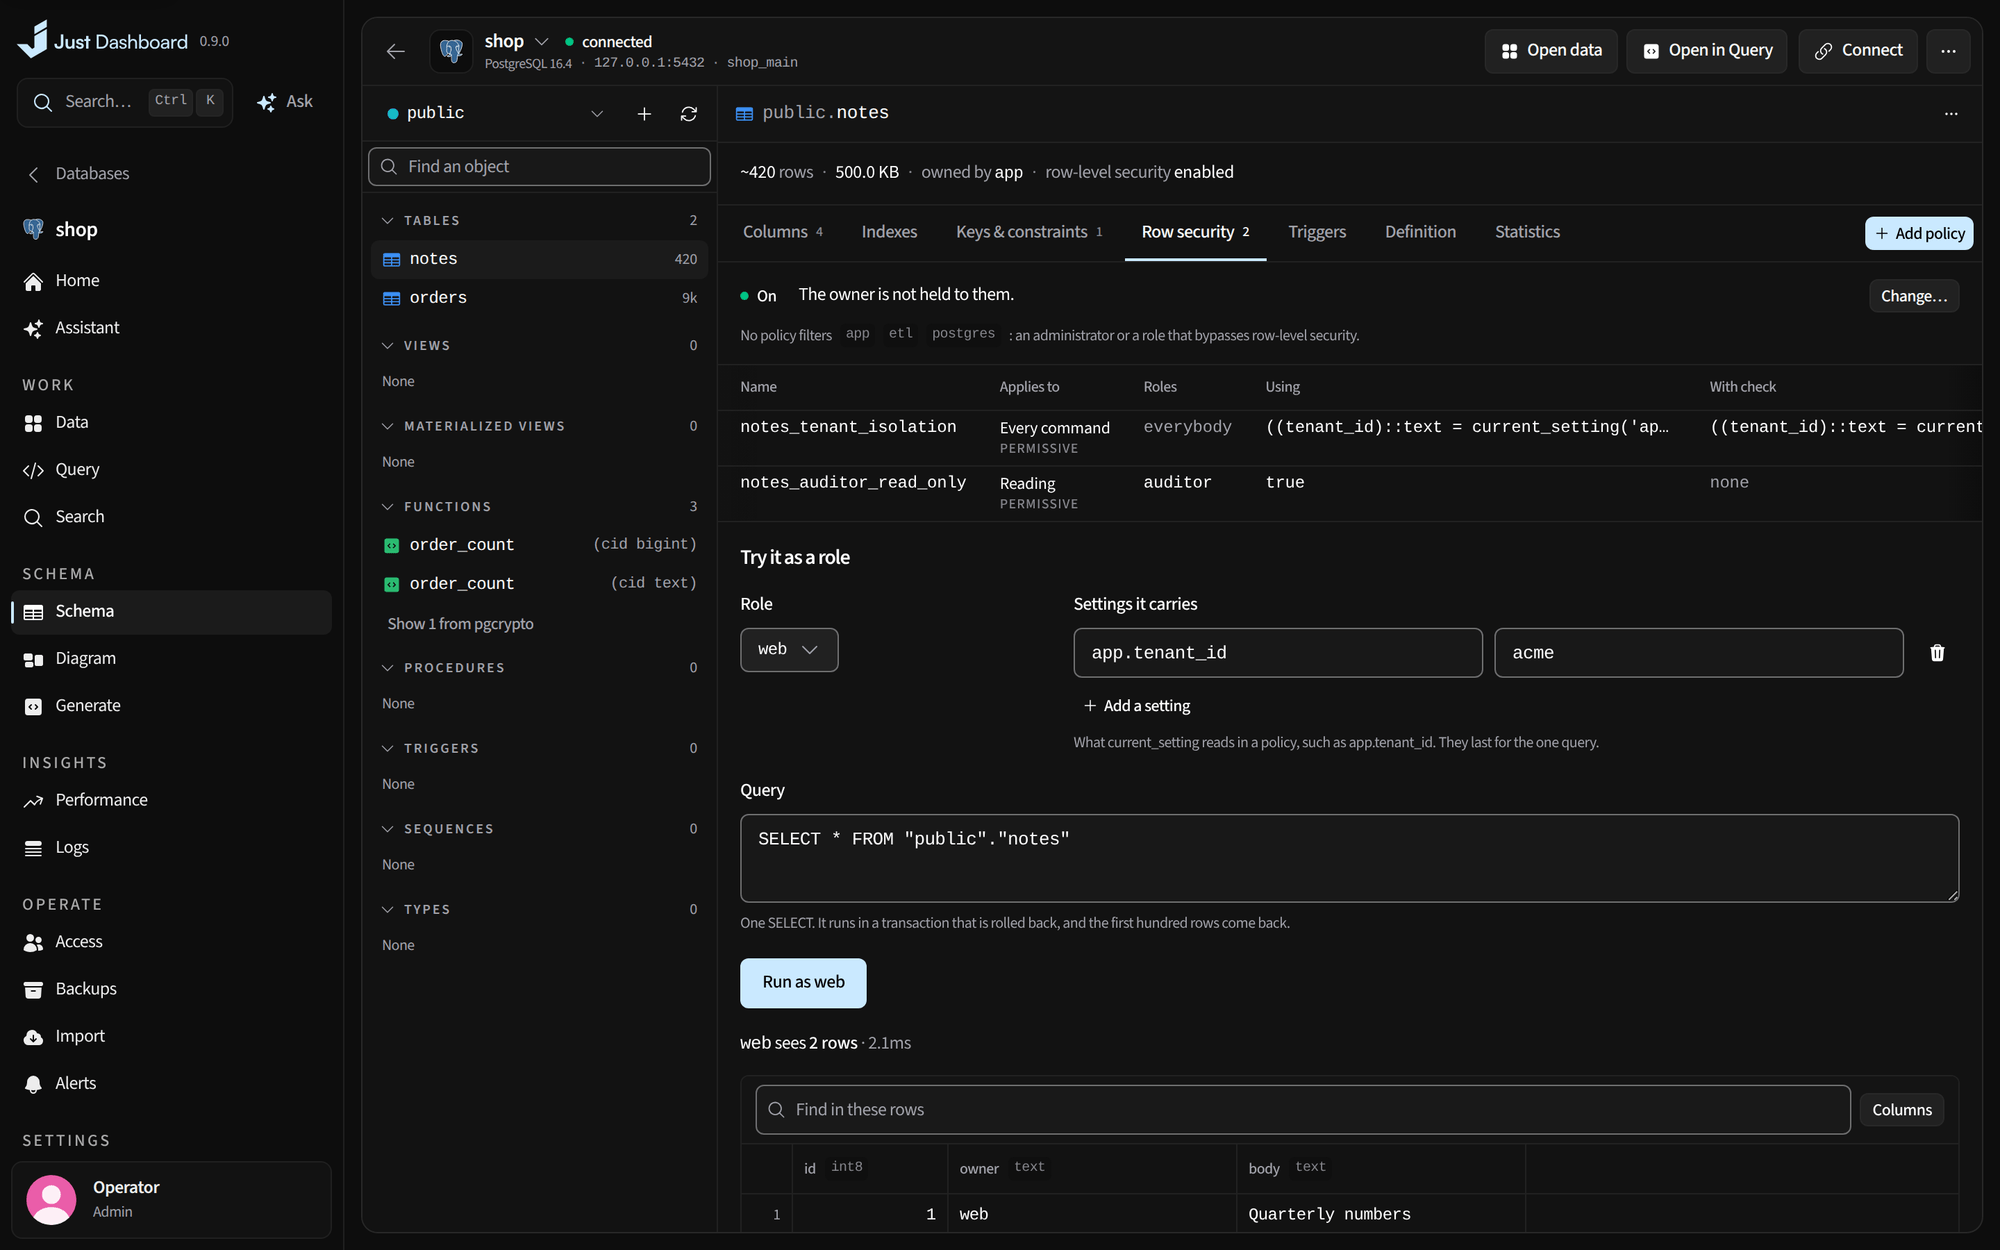 Just Dashboard 0.9.0
Search… Ctrl K Ask
Databases
shop
Home
Assistant
WORK
Data
Query
Search
SCHEMA
Schema
Diagram
Generate
INSIGHTS
Performance
Logs
OPERATE
Access
Backups
Import
Alerts
SETTINGS
Operator
Admin
shop connected
PostgreSQL 16.4 · 127.0.0.1:5432 · shop_main
Open data
Open in Query
Connect
public
Find an object
TABLES 2
notes 420
orders 9k
VIEWS 0
None
MATERIALIZED VIEWS 0
None
FUNCTIONS 3
order_count (cid bigint)
order_count (cid text)
Show 1 from pgcrypto
PROCEDURES 0
None
TRIGGERS 0
None
SEQUENCES 0
None
TYPES 0
None
public.notes
~420 rows · 500.0 KB · owned by app · row-level security enabled
Columns 4 Indexes Keys & constraints 1 Row security 2 Triggers Definition Statistics
+ Add policy
On The owner is not held to them.
Change…
No policy filters app etl postgres : an administrator or a role that bypasses row-level security.
Name Applies to Roles Using With check
notes_tenant_isolation Every command everybody ((tenant_id)::text = current_setting('ap… ((tenant_id)::text = current
PERMISSIVE
notes_auditor_read_only Reading auditor true none
PERMISSIVE
Try it as a role
Role Settings it carries
web app.tenant_id acme
+ Add a setting
What current_setting reads in a policy, such as app.tenant_id. They last for the one query.
Query
SELECT * FROM "public"."notes"
One SELECT. It runs in a transaction that is rolled back, and the first hundred rows come back.
Run as web
web sees 2 rows · 2.1ms
Find in these rows
Columns
id int8 owner text body text
1 1 web Quarterly numbers